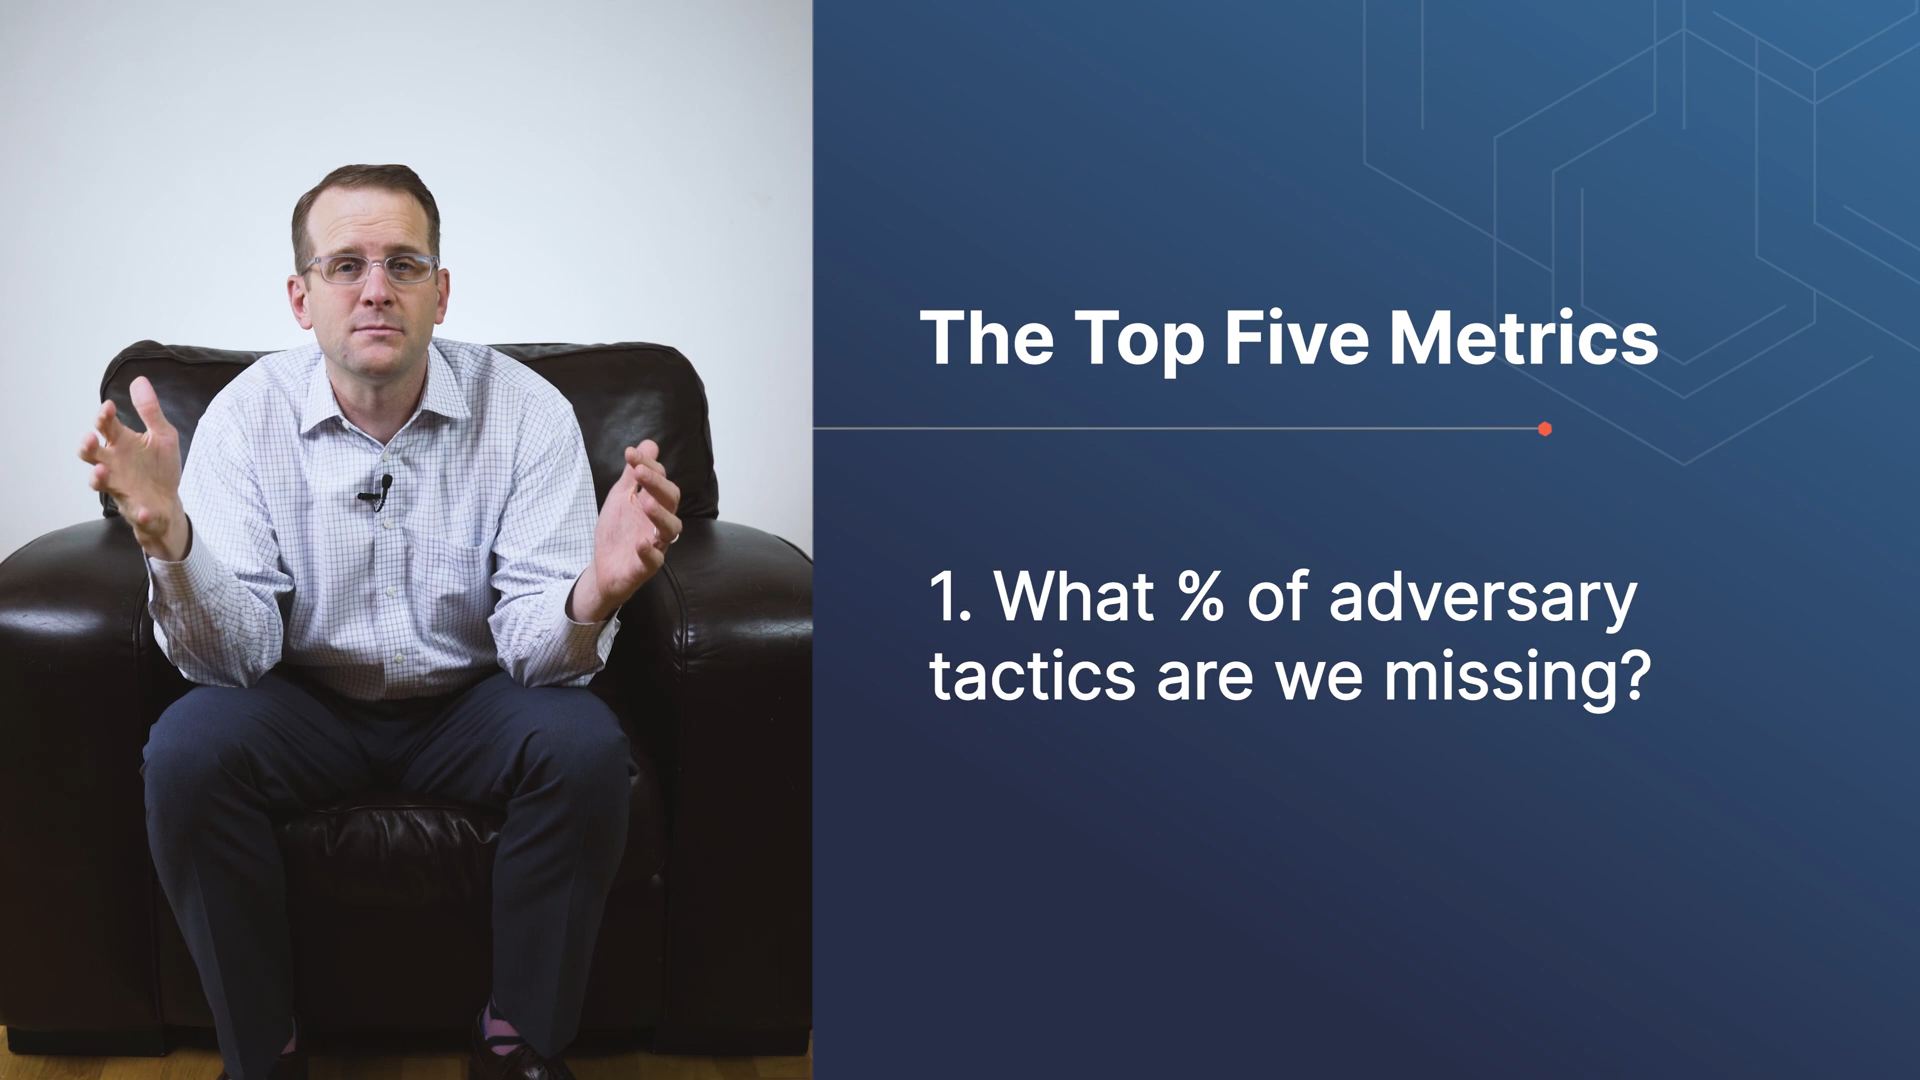 The Top Five Metrics
1. What % of adversary
tactics are we missing?